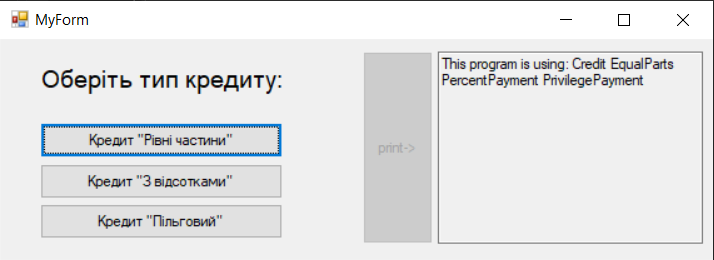 MyForm
Оберіть тип кредиту:
Кредит "Рівні частини"
Кредит "З відсотками"
Кредит "Пільговий"
print->
This program is using: Credit EqualParts
PercentPayment PrivilegePayment